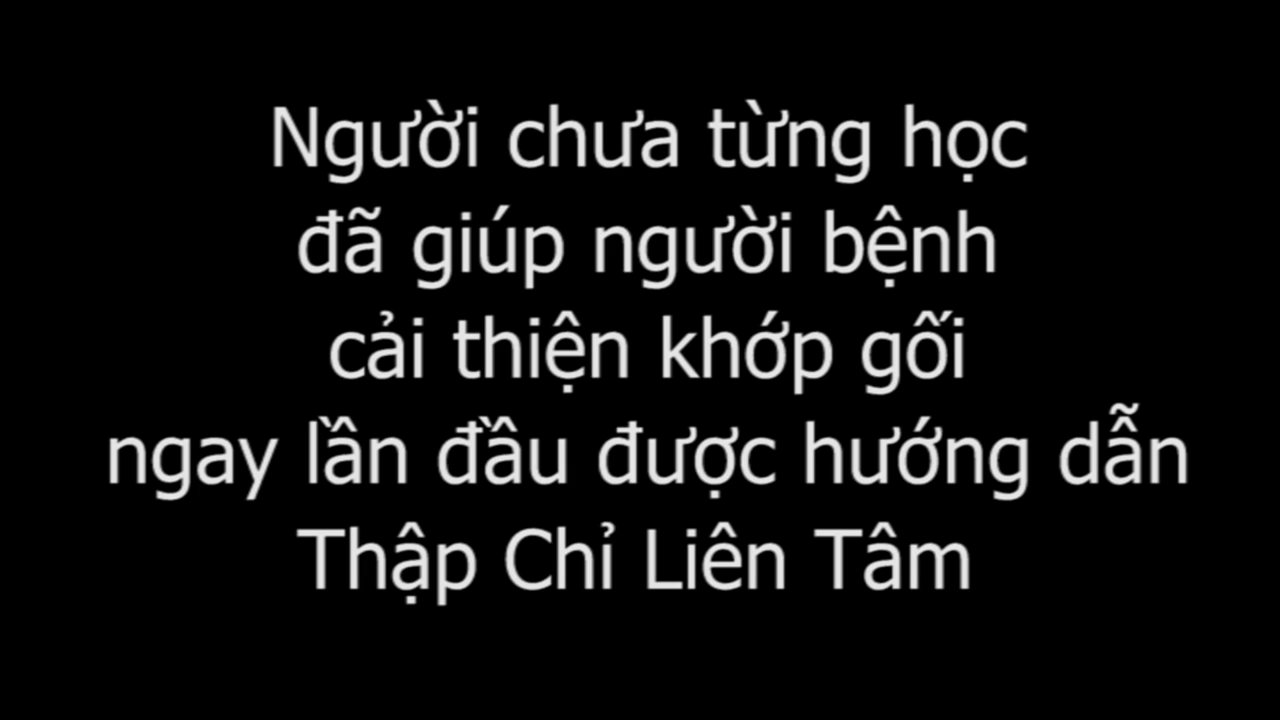 Người chưa từng học
đã giúp người bệnh
cải thiện khớp gối
ngay lần đầu được hướng dẫn
Thập Chỉ Liên Tâm